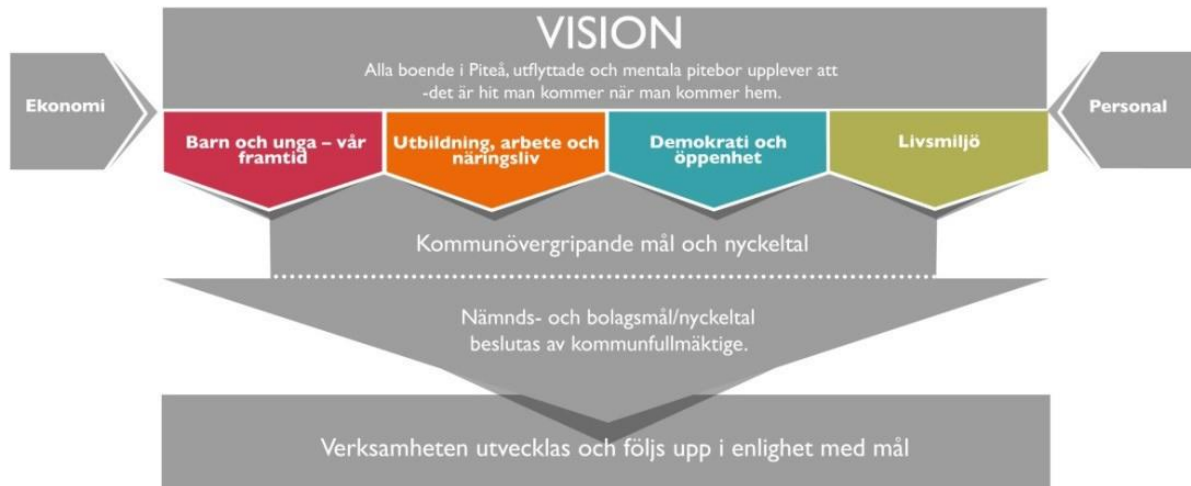 VISION
Alla boende i Piteå, utflyttade och mentala pitebor upplever att
-det är hit man kommer när man kommer hem.
Ekonomi
Personal
Barn och unga – vår
framtid
Utbildning, arbete och
näringsliv
Demokrati och
öppenhet
Livsmiljö
Kommunövergripande mål och nyckeltal
Nämnds- och bolagsmål/nyckeltal
beslutas av kommunfullmäktige.
Verksamheten utvecklas och följs upp i enlighet med mål